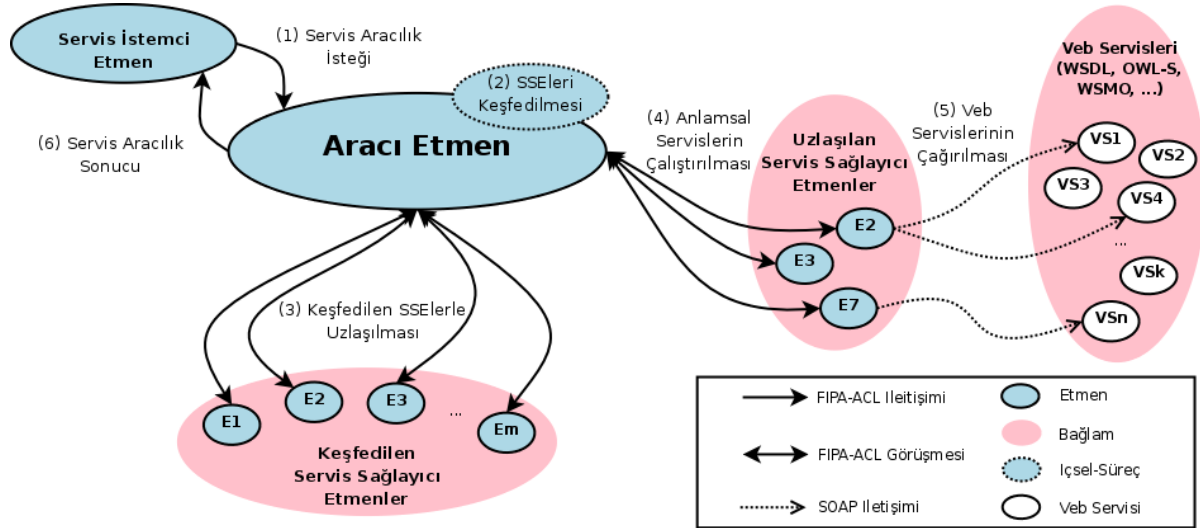 Servis İstemci
Etmen
(1) Servis Aracılık
İsteği
(2) SSEleri
Keşfedilmesi
Aracı Etmen
(6) Servis Aracılık
Sonucu
(3) Keşfedilen SSElerle
Uzlaşılması
E1
E2
E3
...
Em
Keşfedilen
Servis Sağlayıcı
Etmenler
(4) Anlamsal
Servislerin
Çalıştırılması
Uzlaşılan
Servis Sağlayıcı
Etmenler
E2
E3
E7
(5) Veb
Servislerinin
Çağırılması
Veb Servisleri
(WSDL, OWL-S,
WSMO, ...)
VS1
VS2
VS3
VS4
...
VSk
VSn
FIPA-ACL Ileitişimi
FIPA-ACL Görüşmesi
SOAP Iletişimi
Etmen
Bağlam
Içsel-Süreç
Veb Servisi